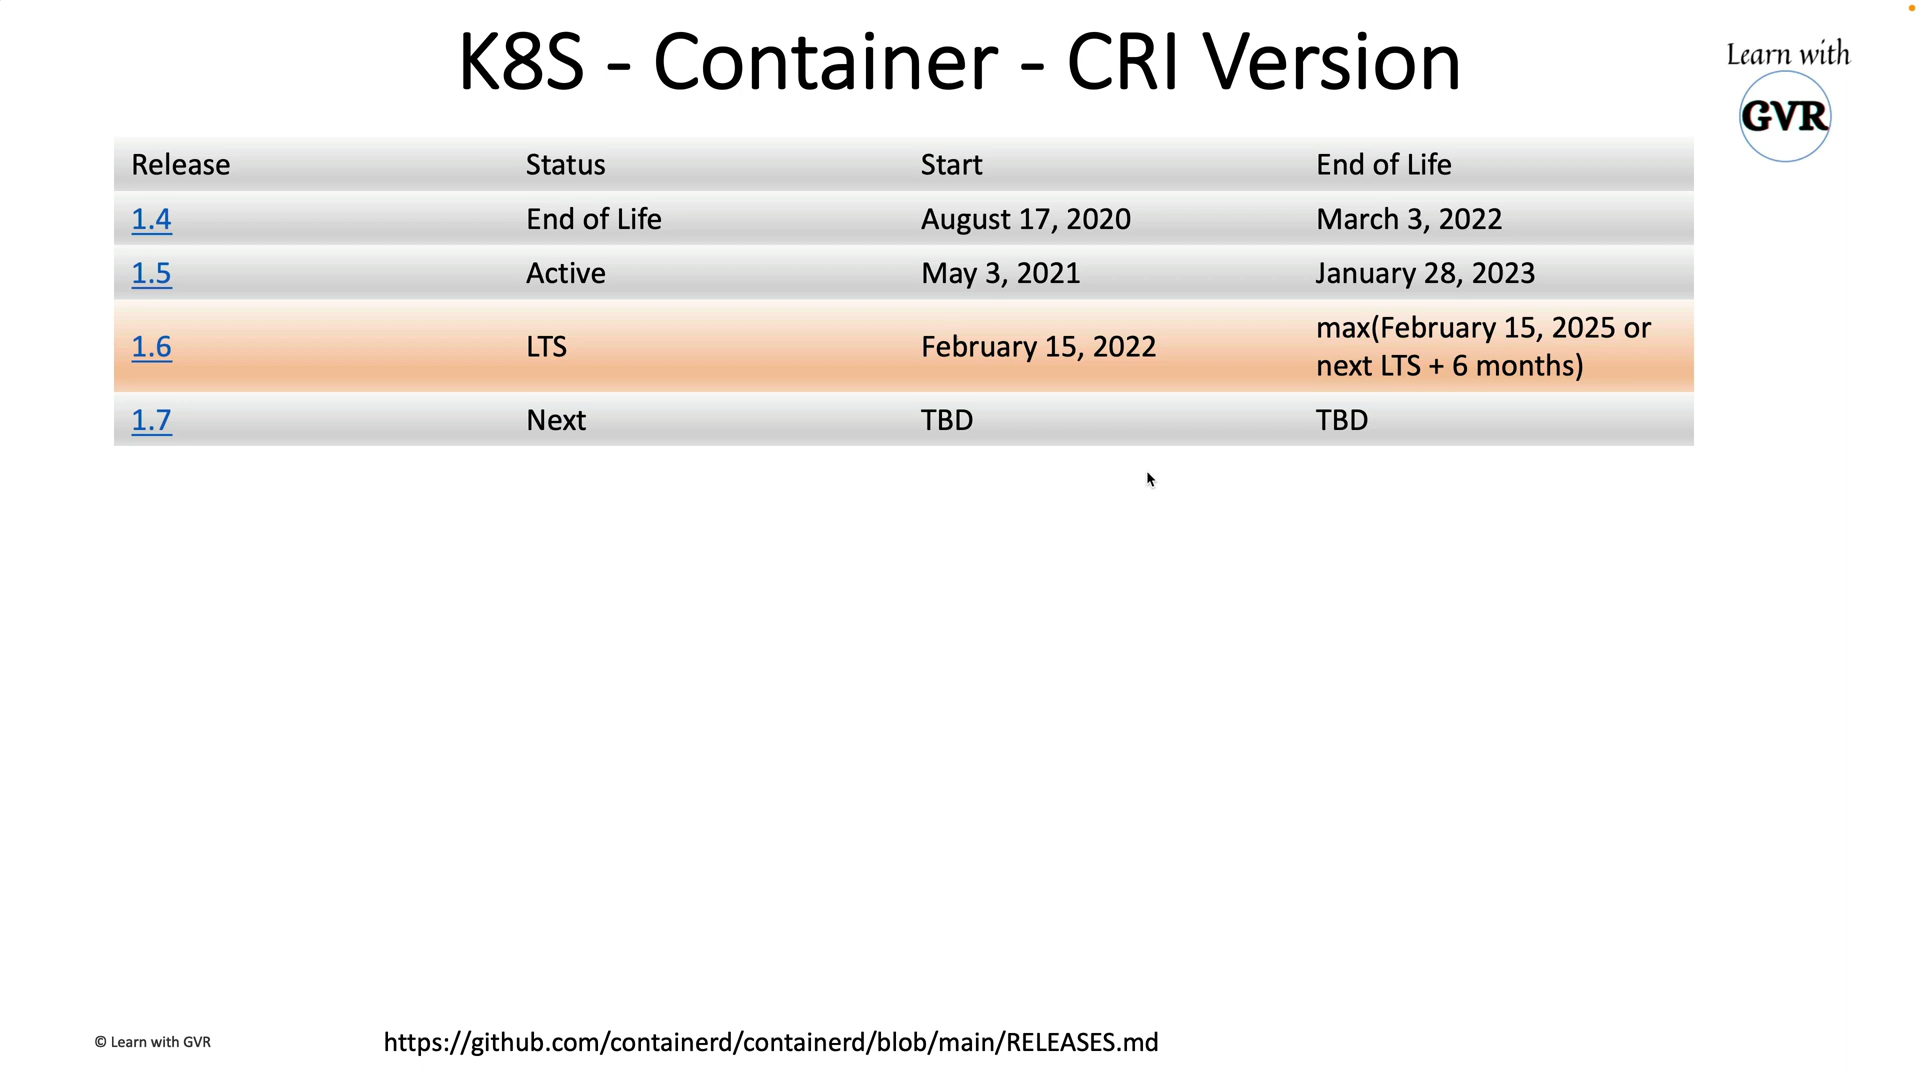 K8S - Container - CRI Version
Learn with
GVR
Release Status Start End of Life
1.4 End of Life August 17, 2020 March 3, 2022
1.5 Active May 3, 2021 January 28, 2023
1.6 LTS February 15, 2022 max(February 15, 2025 or
next LTS + 6 months)
1.7 Next TBD TBD
© Learn with GVR
https://github.com/containerd/containerd/blob/main/RELEASES.md